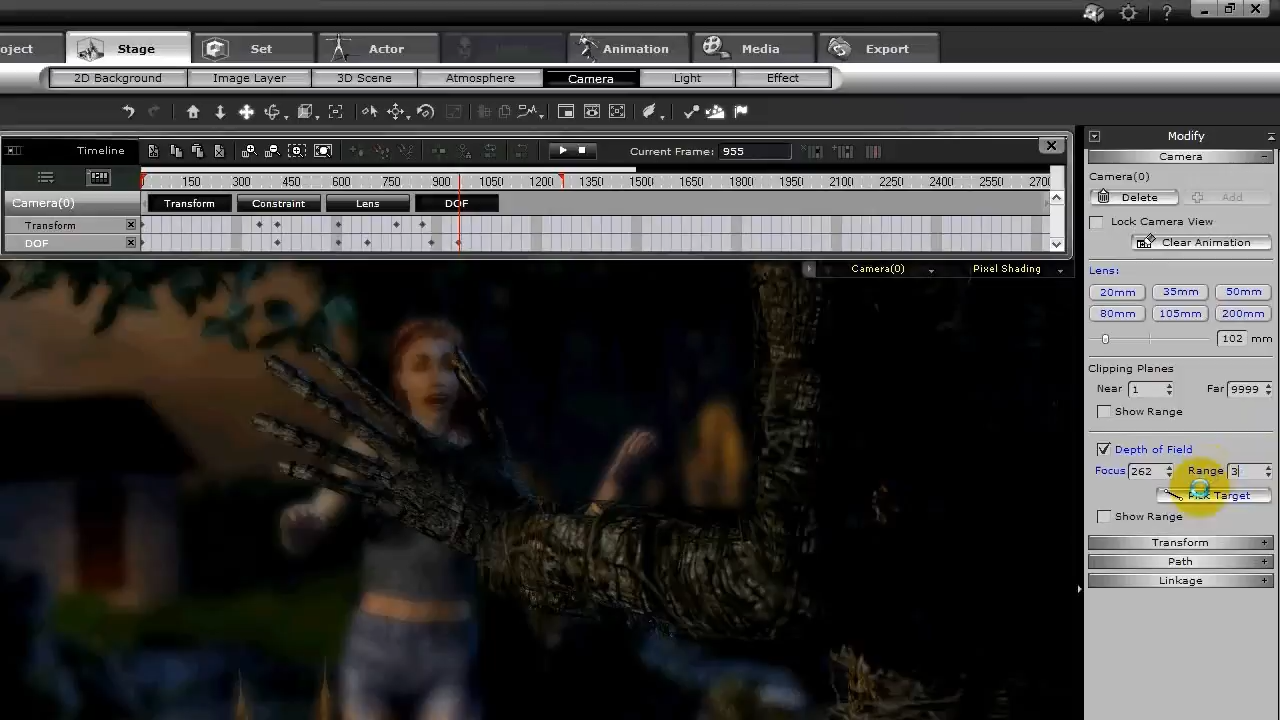 oject Stage Set Actor Animation Media Export
2D Background Image Layer 3D Scene Atmosphere Camera Light Effect
Timeline Current Frame: 955
150 300 450 600 750 900 1050 1200 1350 1500 1650 1800 1950 2100 2250 2400 2550 2700
Camera(0) Transform Constraint Lens DOF
Transform
DOF
Camera(0) Pixel Shading
Modify
Camera
Camera(0)
Delete Add
Lock Camera View
Clear Animation
Lens:
20mm 35mm 50mm
80mm 105mm 200mm
102 mm
Clipping Planes
Near 1 Far 9999
Show Range
Depth of Field
Focus 262 Range 3
Pick Target
Show Range
Transform
Path
Linkage